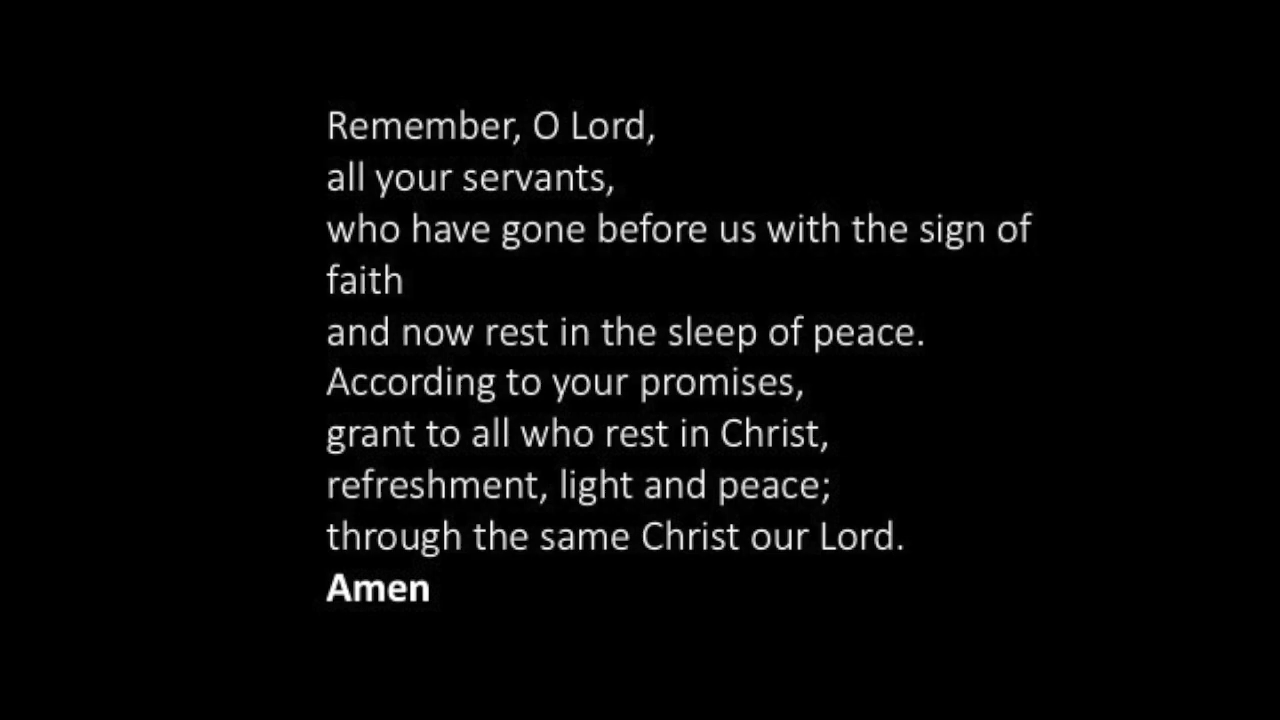 Remember, O Lord,
all your servants,
who have gone before us with the sign of
faith
and now rest in the sleep of peace.
According to your promises,
grant to all who rest in Christ,
refreshment, light and peace;
through the same Christ our Lord.
Amen